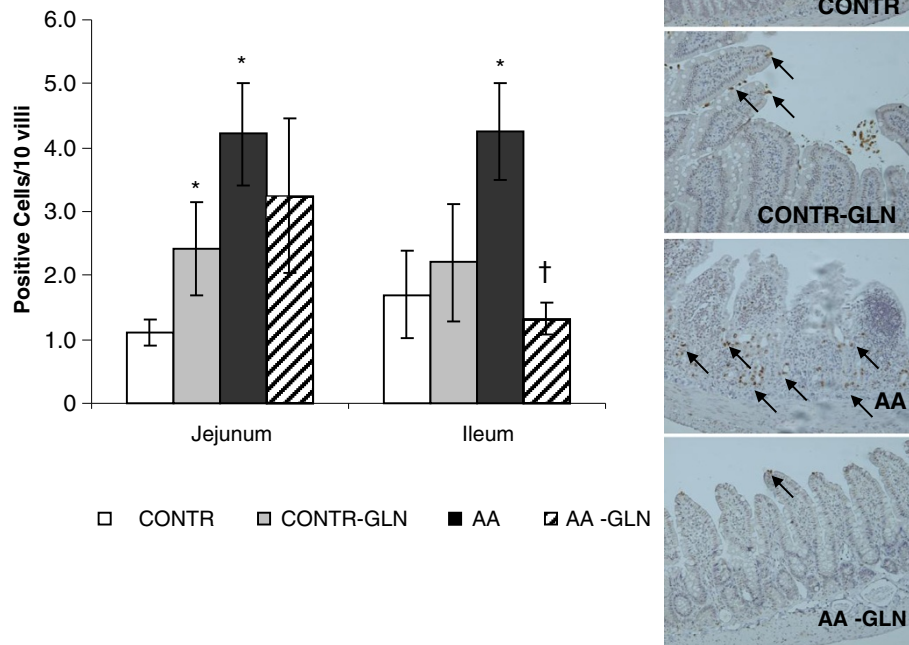 Positive Cells/10 villi
6.0
5.0
4.0
3.0
2.0
1.0
0
*
*
*
†
Jejunum
Ileum
CONTR
CONTR-GLN
AA
AA -GLN
CONTR
CONTR-GLN
AA
AA -GLN